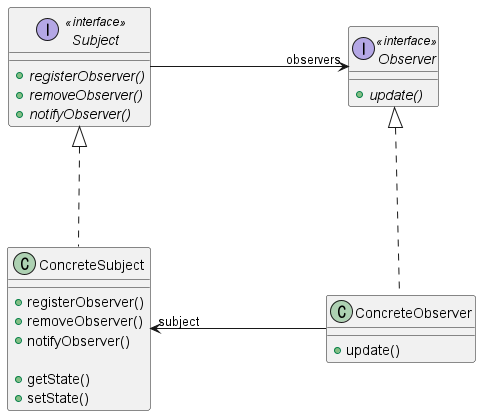 «interface»
I
Subject
registerObserver()
removeObserver()
notifyObserver()
observers
«interface»
I
Observer
update()
C ConcreteSubject
registerObserver()
removeObserver()
notifyObserver()
getState()
setState()
subject
C ConcreteObserver
update()